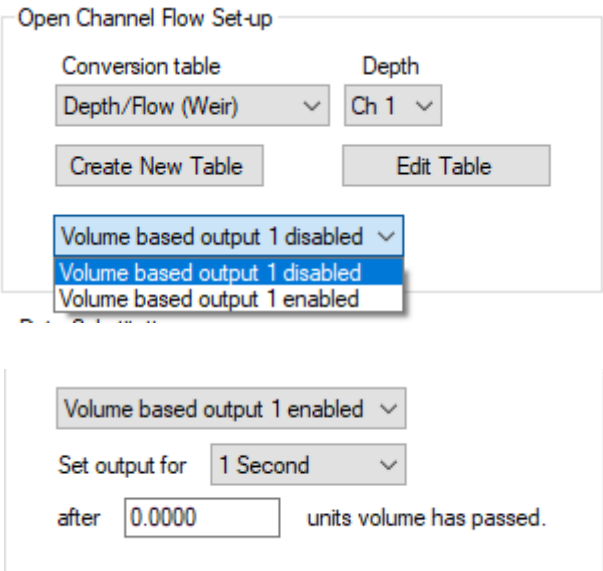 Open Channel Flow Set-up
Conversion table Depth
Depth/Flow (Weir) Ch 1
Create New Table Edit Table
Volume based output 1 disabled
Volume based output 1 disabled
Volume based output 1 enabled
Volume based output 1 enabled
Set output for 1 Second
after 0.0000 units volume has passed.